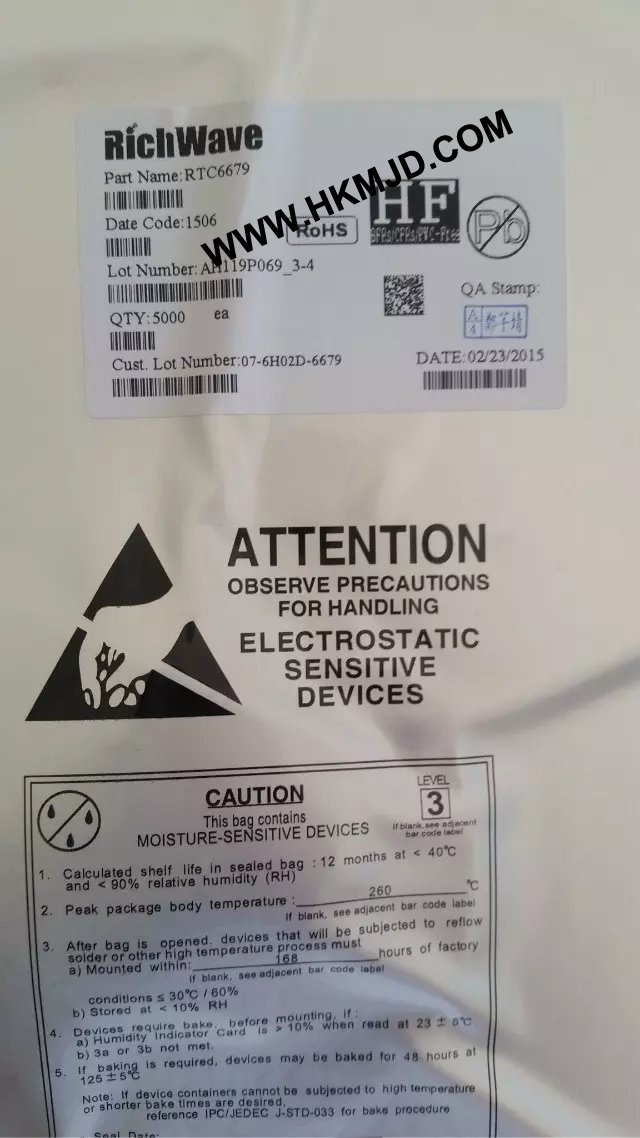 RichWave
Part Name:RTC6679
WWW.HKMJD.COM
Date Code:1506
RoHS
HF
BFRs/CFRs/PVC-Free
Pb
Lot Number: AH119P069_3-4
QTY:5000 ea
QA Stamp:
A
4
Cust. Lot Number:07-6H02D-6679
DATE:02/23/2015
ATTENTION
OBSERVE PRECAUTIONS
FOR HANDLING
ELECTROSTATIC
SENSITIVE
DEVICES
CAUTION
This bag contains
MOISTURE-SENSITIVE DEVICES
LEVEL
3
If blank, see adjacent
bar code label
1. Calculated shelf life in sealed bag : 12 months at < 40℃
and < 90% relative humidity (RH)
2. Peak package body temperature : 260 ℃
If blank, see adjacent bar code label
3. After bag is opened, devices that will be subjected to reflow
solder or other high temperature process must
a) Mounted within: 168 hours of factory
if blank, see adjacent bar code label
conditions ≤ 30℃ / 60%
b) Stored at < 10% RH
4. Devices require bake, before mounting, if :
a) Humidity Indicator Card is > 10% when read at 23 ± 5℃
b) 3a or 3b not met.
5. If baking is required, devices may be baked for 48 hours at
125 ± 5℃
Note: If device containers cannot be subjected to high temperature
or shorter bake times are desired,
reference IPC/JEDEC J-STD-033 for bake procedure
Seal Date: